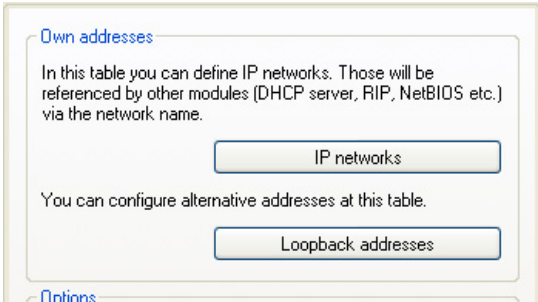 Own addresses
In this table you can define IP networks. Those will be
referenced by other modules (DHCP server, RIP, NetBIOS etc.)
via the network name.
IP networks
You can configure alternative addresses at this table.
Loopback addresses
Options